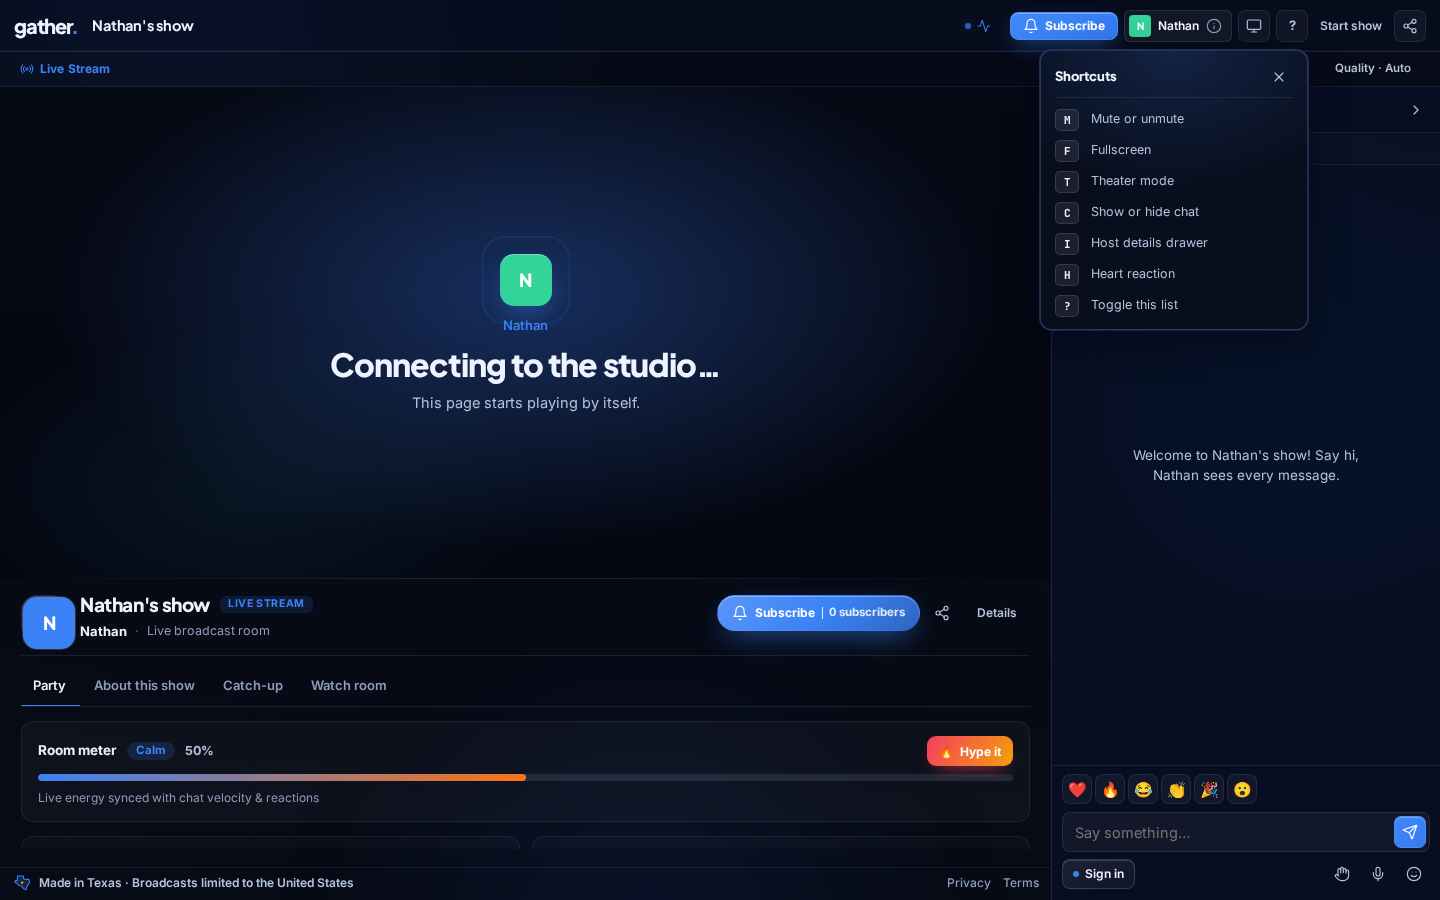 gather.
Nathan's show
Subscribe
N
Nathan
?
Start show
Live Stream
Quality · Auto
Shortcuts
M
Mute or unmute
F
Fullscreen
T
Theater mode
C
Show or hide chat
I
Host details drawer
H
Heart reaction
?
Toggle this list
N
Nathan
Connecting to the studio...
This page starts playing by itself.
Welcome to Nathan's show! Say hi,
Nathan sees every message.
N
Nathan's show
LIVE STREAM
Nathan · Live broadcast room
Subscribe | 0 subscribers
Details
Party
About this show
Catch-up
Watch room
Room meter
Calm
50%
🔥 Hype it
Live energy synced with chat velocity & reactions
❤️ 🔥 😂 👏 🎉 😮
Say something...
Sign in
Made in Texas · Broadcasts limited to the United States
Privacy
Terms